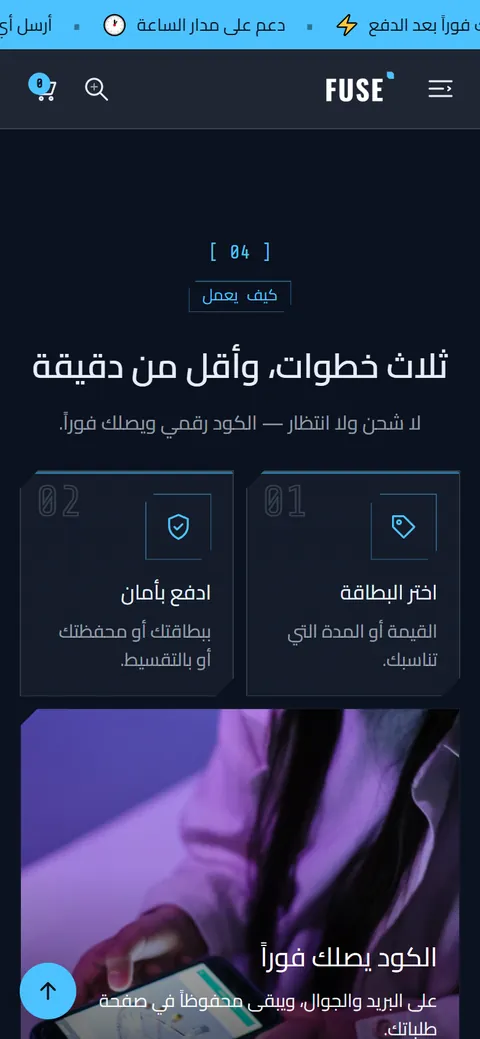 فوراً بعد الدفع ⚡ ▪ دعم على مدار الساعة 🕐 ▪ أرسل أي
FUSE
0
[ 04 ]
كيف يعمل
ثلاث خطوات، وأقل من دقيقة
لا شحن ولا انتظار — الكود رقمي ويصلك فوراً.
01
اختر البطاقة
القيمة أو المدة التي
تناسبك.
02
ادفع بأمان
ببطاقتك أو محفظتك
أو بالتقسيط.
الكود يصلك فوراً
على البريد والجوال، ويبقى محفوظاً في صفحة
طلباتك.